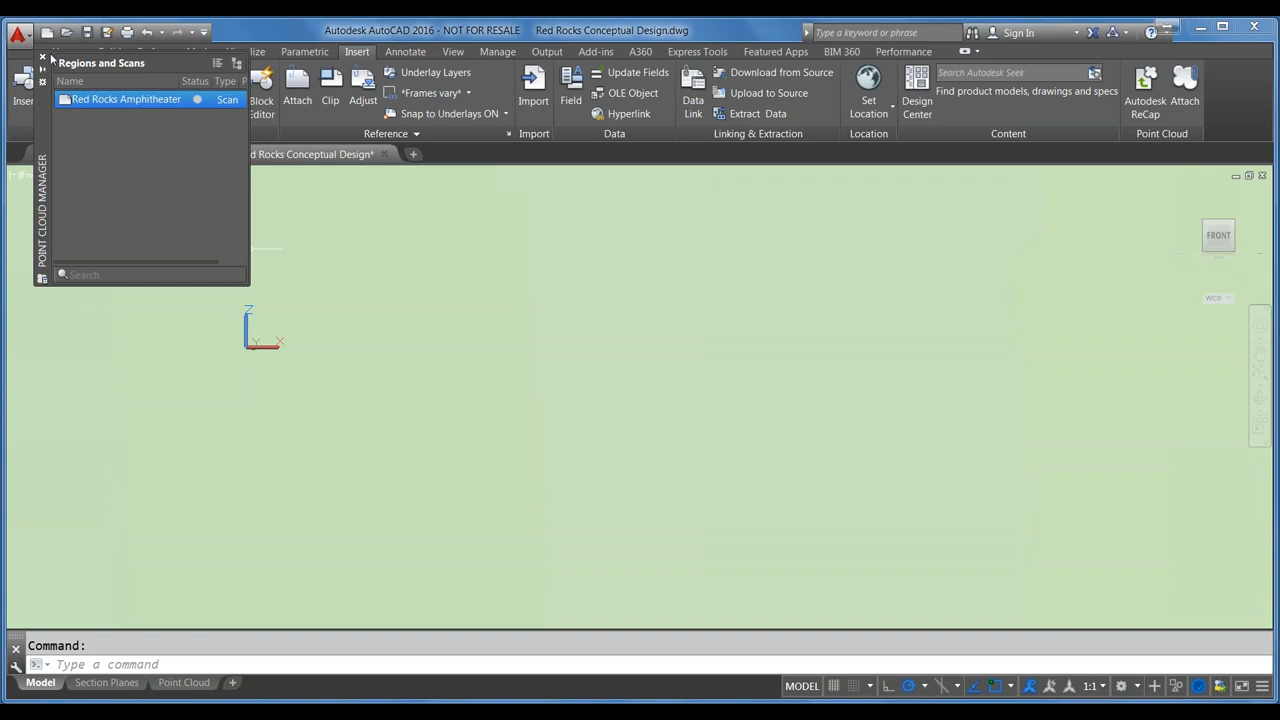 Autodesk AutoCAD 2016 - NOT FOR RESALE Red Rocks Conceptual Design.dwg
Type a keyword or phrase
Sign In
Parametric Insert Annotate View Manage Output Add-ins A360 Express Tools Featured Apps BIM 360 Performance
Regions and Scans
Name Status Type P
Red Rocks Amphitheater Scan
POINT CLOUD MANAGER
Search
Block
Editor
Attach
Clip
Adjust
Underlay Layers
*Frames vary*
Snap to Underlays ON
Reference
Import
Import
Field
Update Fields
OLE Object
Hyperlink
Data
Data
Link
Download from Source
Upload to Source
Extract Data
Linking & Extraction
Set
Location
Location
Design
Center
Search Autodesk Seek
Find product models, drawings and specs
Content
Autodesk
ReCap
Attach
Point Cloud
d Rocks Conceptual Design*
FRONT
WCS
Z
Y
X
Command:
Type a command
Model Section Planes Point Cloud
MODEL
1:1